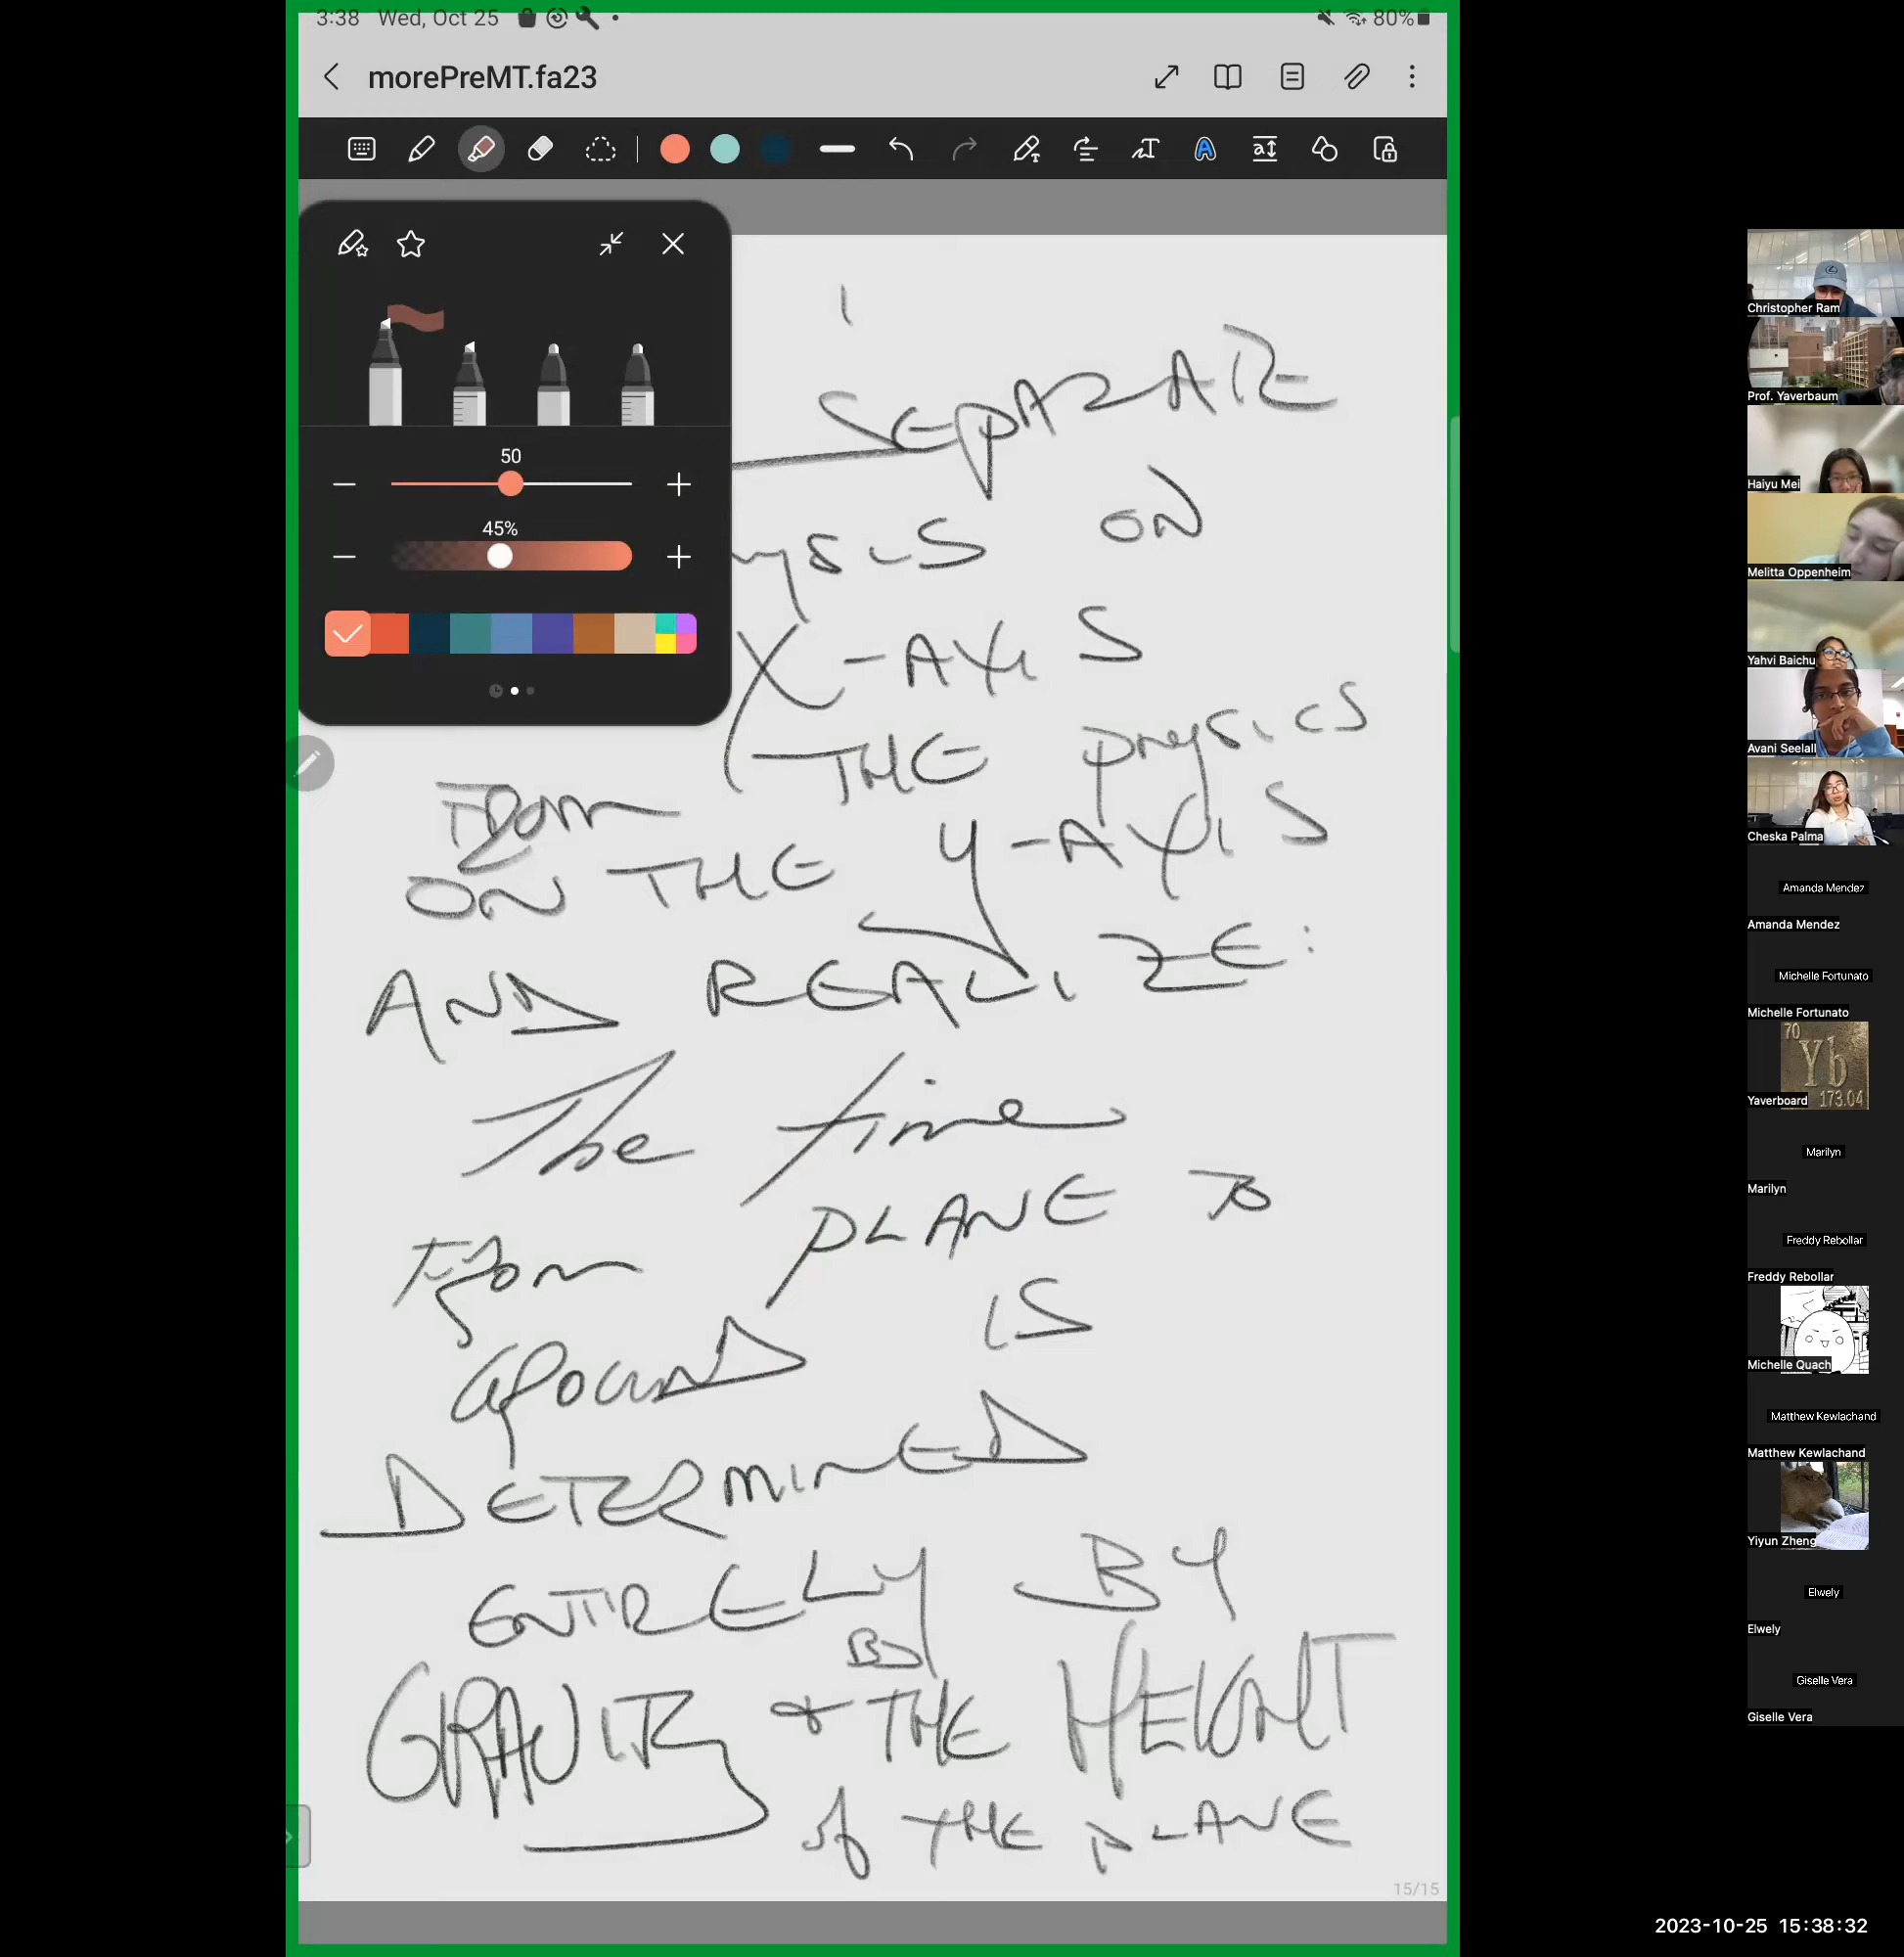 3:38 Wed, Oct 25
80%
morePreMT.fa23
50
45%
1
SEPARATE
ysics ON
X-AXIS
THE physics
FROM
ON THE Y-AXIS
AND REALIZE:
The time
FROM PLANE TO
GROUND IS
DETERMINED
ENTIRELY BY
BY
GRAVITY & THE HEIGHT
of THE PLANE
15/15
Christopher Ram
Prof. Yaverbaum
Haiyu Mei
Melitta Oppenheim
Yahvi Baichu
Avani Seelall
Cheska Palma
Amanda Mendez
Amanda Mendez
Michelle Fortunato
Michelle Fortunato
70
Yb
173.04
Yaverboard
Marilyn
Marilyn
Freddy Rebollar
Freddy Rebollar
Michelle Quach
Matthew Kewlachand
Matthew Kewlachand
Yiyun Zheng
Elwely
Elwely
Giselle Vera
Giselle Vera
2023-10-25 15:38:32